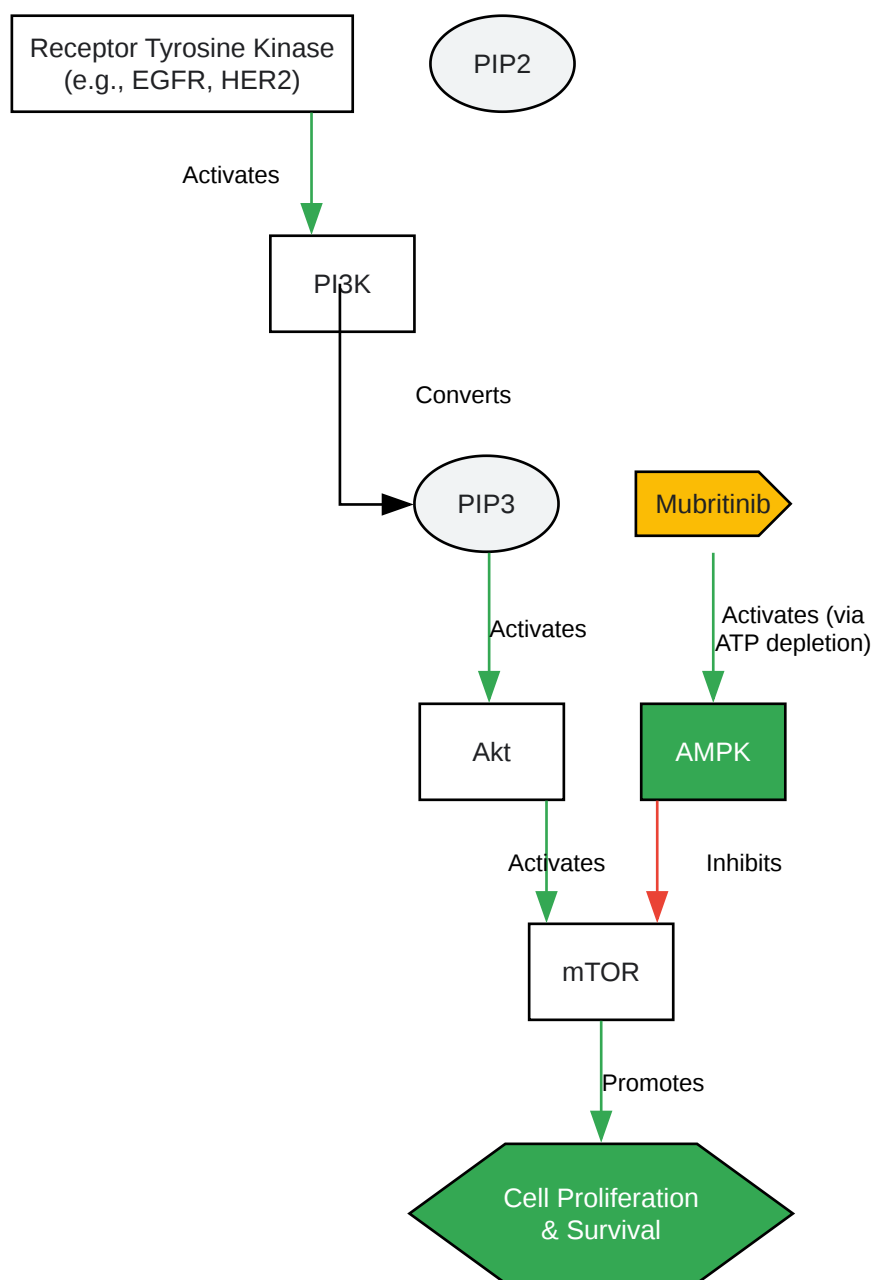 Receptor Tyrosine Kinase
(e.g., EGFR, HER2)
PIP2
Activates
PI3K
Converts
PIP3
Mubritinib
Activates
Activates (via
ATP depletion)
Akt
AMPK
Activates
Inhibits
mTOR
Promotes
Cell Proliferation
& Survival